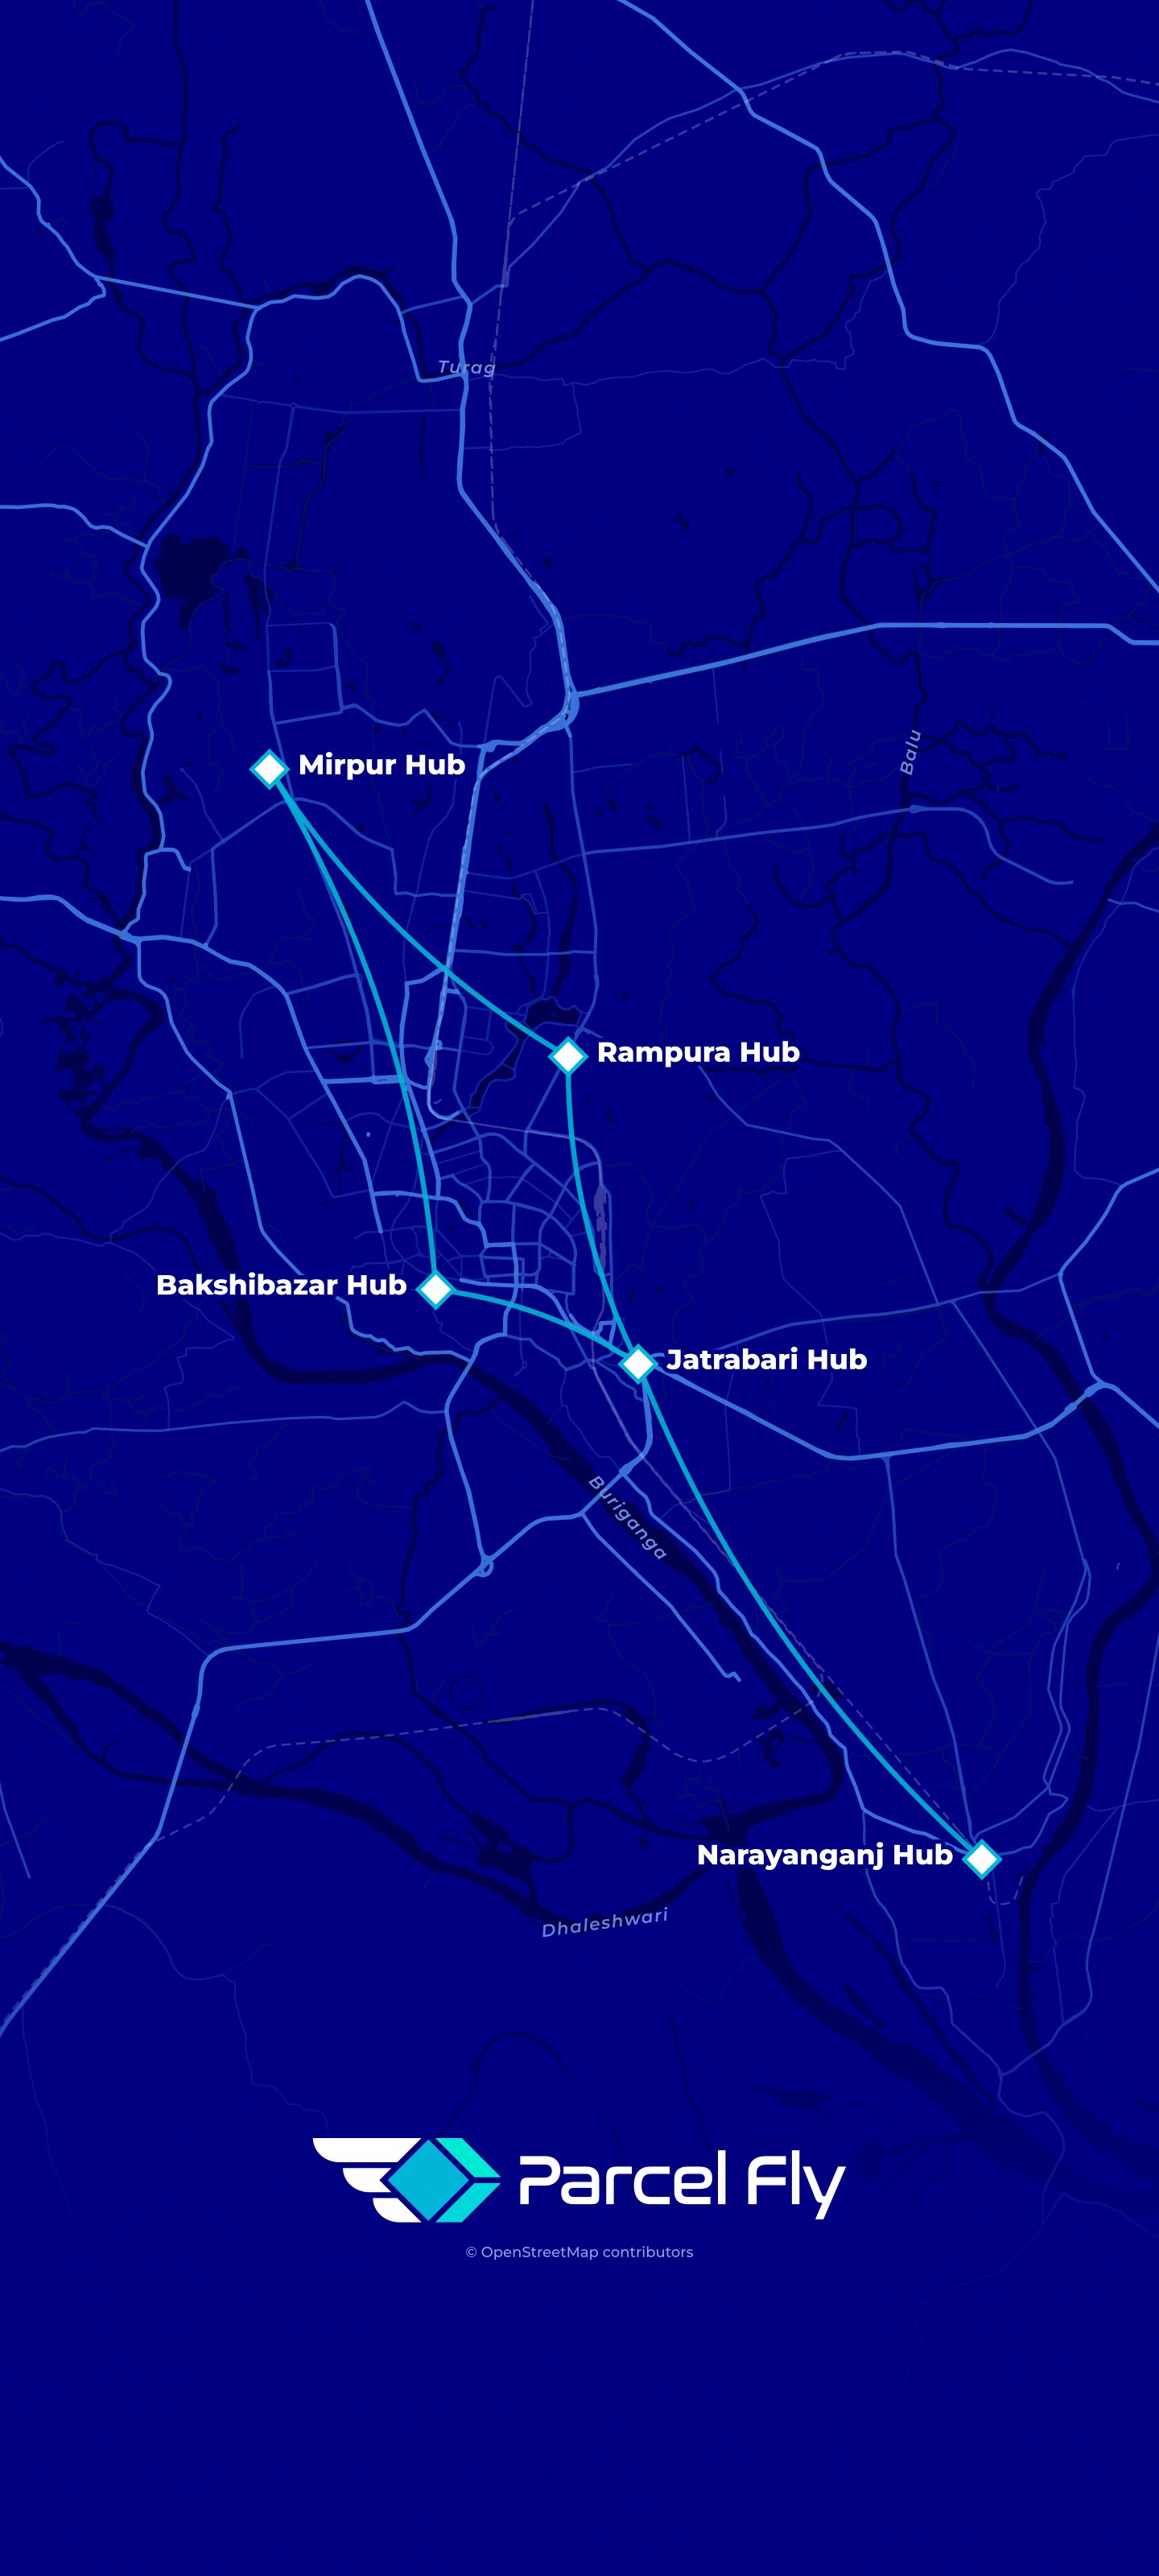 Turag
Balu
Mirpur Hub
Rampura Hub
Bakshibazar Hub
Jatrabari Hub
Buriganga
Narayanganj Hub
Dhaleshwari
Parcel Fly
© OpenStreetMap contributors